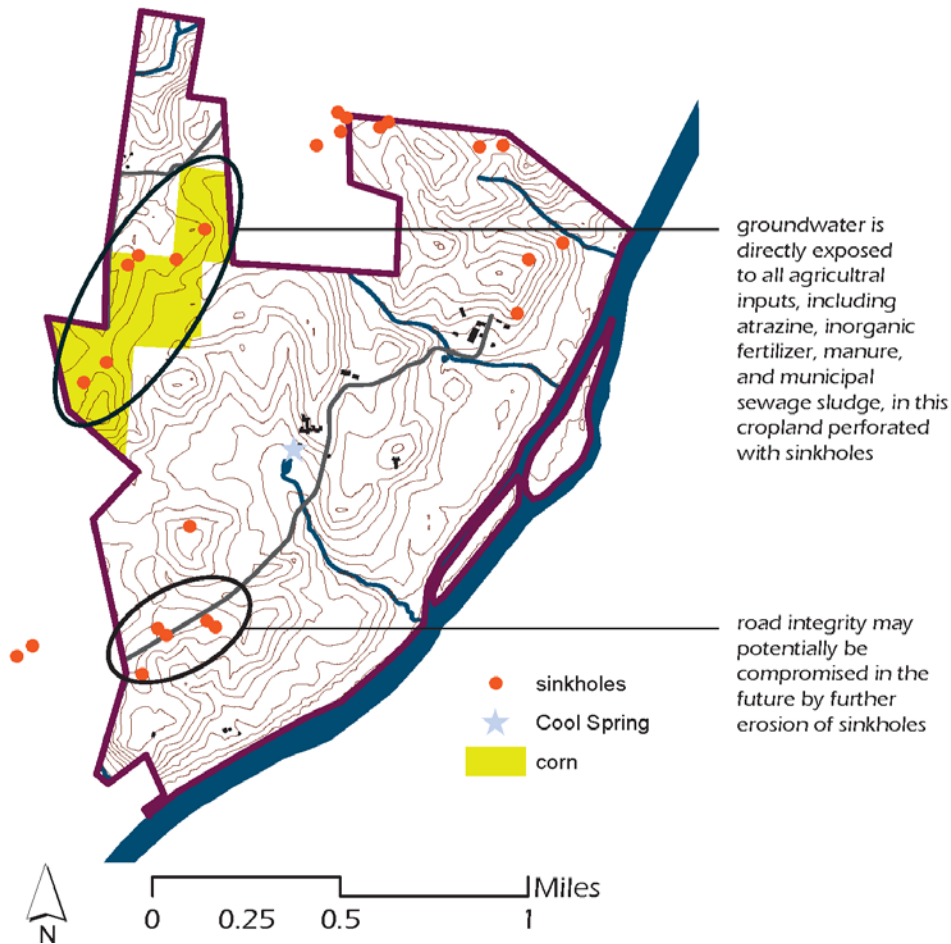 groundwater is
directly exposed
to all agricultral
inputs, including
atrazine, inorganic
fertilizer, manure,
and municipal
sewage sludge, in this
cropland perforated
with sinkholes
road integrity may
potentially be
compromised in the
future by further
erosion of sinkholes
sinkholes
Cool Spring
corn
Miles
0 0.25 0.5 1
N